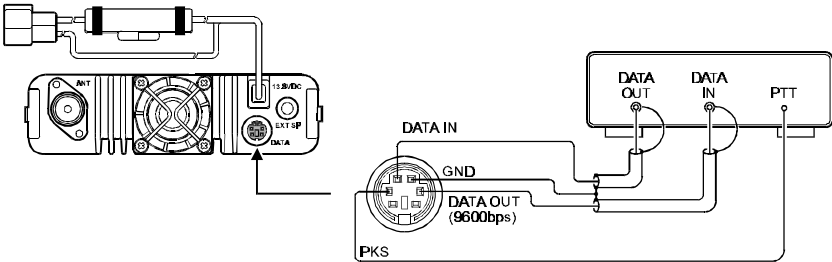 ANT
13.8V DC
EXT SP
DATA
DATA IN
GND
DATA OUT
(9600bps)
PKS
DATA
OUT
DATA
IN
PTT